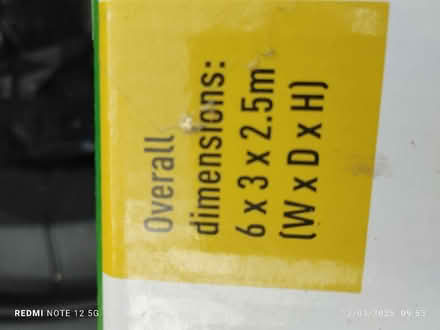 Overall
dimensions:
6 x 3 x 2.5m
(W x D x H)
REDMI NOTE 12 5G